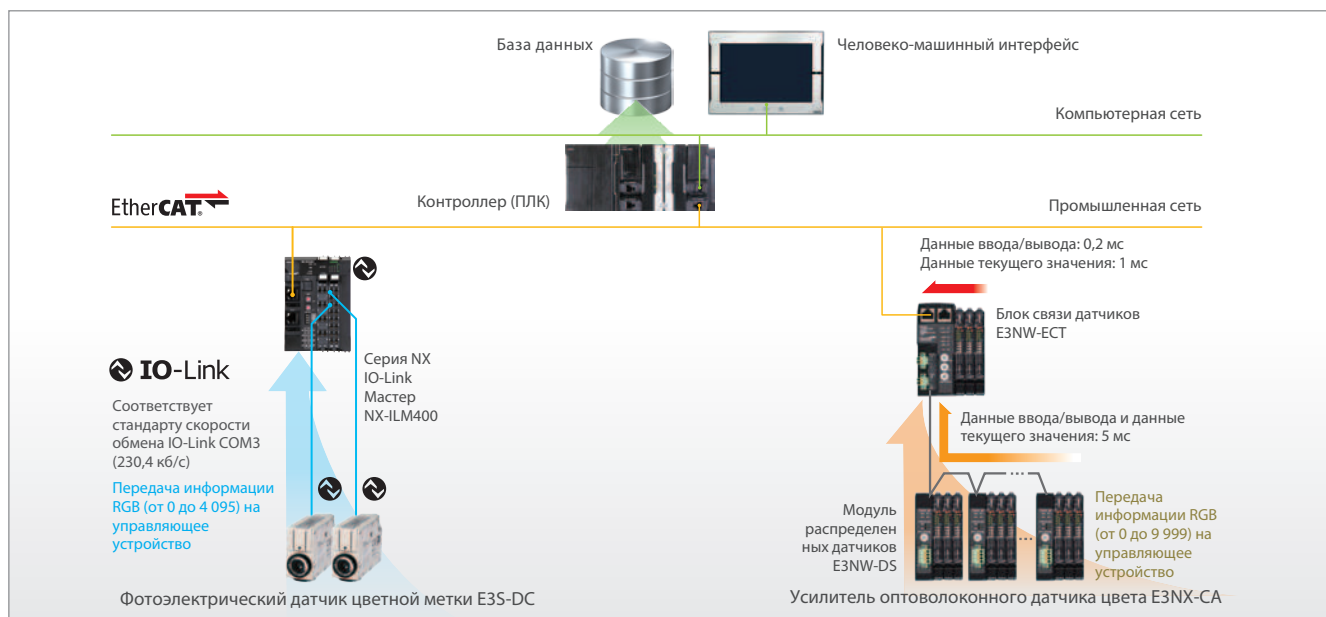 База данных
Человеко-машинный интерфейс
Компьютерная сеть
EtherCAT®
Контроллер (ПЛК)
Промышленная сеть
Данные ввода/вывода: 0,2 мс
Данные текущего значения: 1 мс
Блок связи датчиков
E3NW-ECT
IO-Link
Серия NX
IO-Link
Мастер
NX-ILM400
Соответствует
стандарту скорости
обмена IO-Link COM3
(230,4 кб/с)
Передача информации
RGB (от 0 до 4 095) на
управляющее
устройство
Данные ввода/вывода и данные
текущего значения: 5 мс
Модуль
распределен
ных датчиков
E3NW-DS
Передача
информации RGB
(от 0 до 9 999) на
управляющее
устройство
Фотоэлектрический датчик цветной метки E3S-DC
Усилитель оптоволоконного датчика цвета E3NX-CA